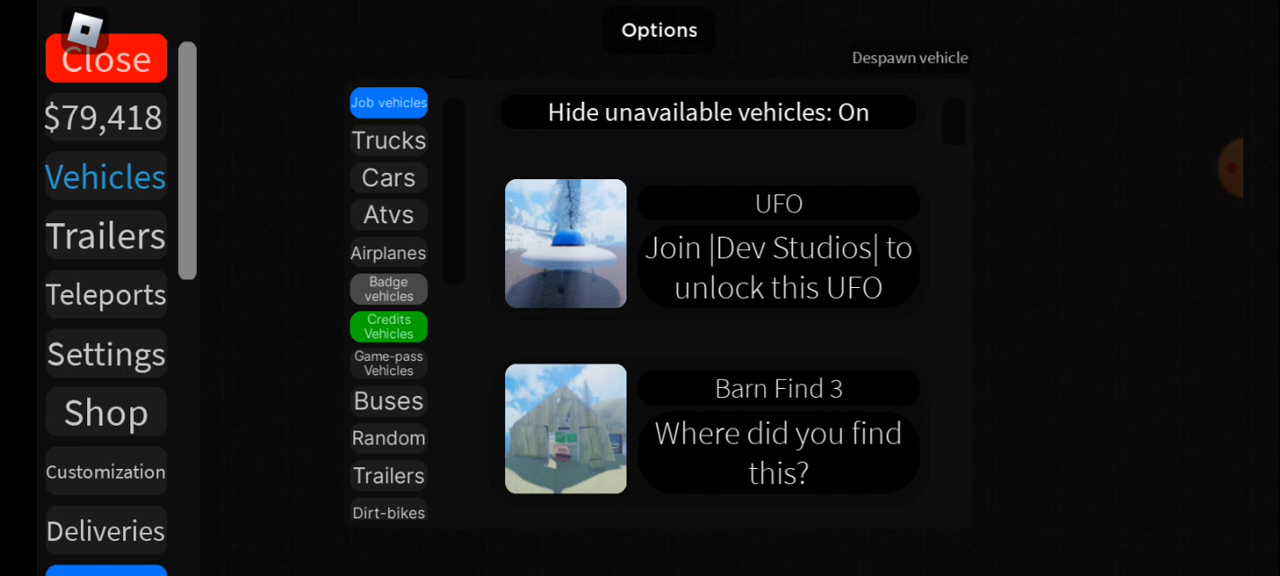 Options
Despawn vehicle
Close
$79,418
Vehicles
Trailers
Teleports
Settings
Shop
Customization
Deliveries
Job vehicles
Trucks
Cars
Atvs
Airplanes
Badge
vehicles
Credits
Vehicles
Game-pass
Vehicles
Buses
Random
Trailers
Dirt-bikes
Hide unavailable vehicles: On
UFO
Join |Dev Studios| to
unlock this UFO
Barn Find 3
Where did you find
this?